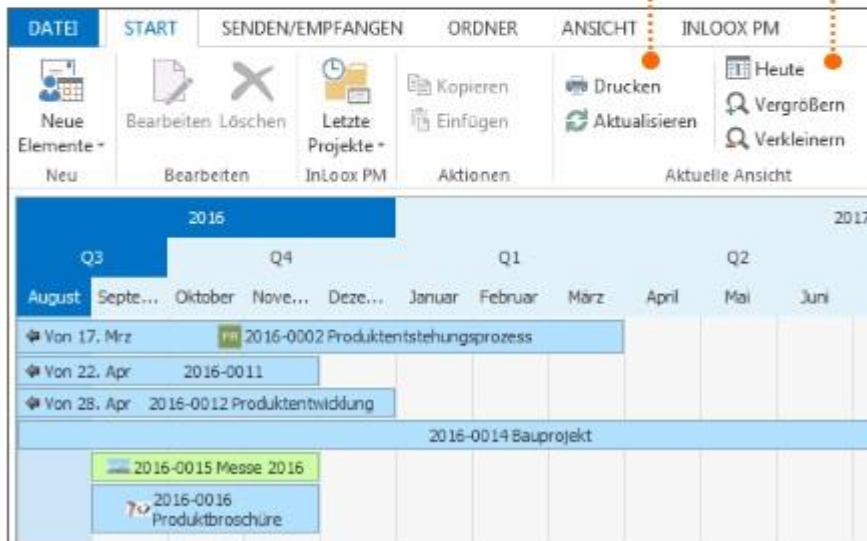 DATEI START SENDEN/EMPFANGEN ORDNER ANSICHT INLOOX PM
Neue Elemente
Bearbeiten Löschen
Letzte Projekte
Kopieren
Einfügen
Drucken
Aktualisieren
Heute
Vergrößern
Verkleinern
Neu Bearbeiten InLoox PM Aktionen Aktuelle Ansicht
2016 2017
Q3 Q4 Q1 Q2
August Septe... Oktober Nove... Deze... Januar Februar März April Mai Juni
Von 17. Mrz PR 2016-0002 Produktentstehungsprozess
Von 22. Apr 2016-0011
Von 28. Apr 2016-0012 Produktentwicklung
2016-0014 Bauprojekt
2016-0015 Messe 2016
2016-0016
Produktbroschüre